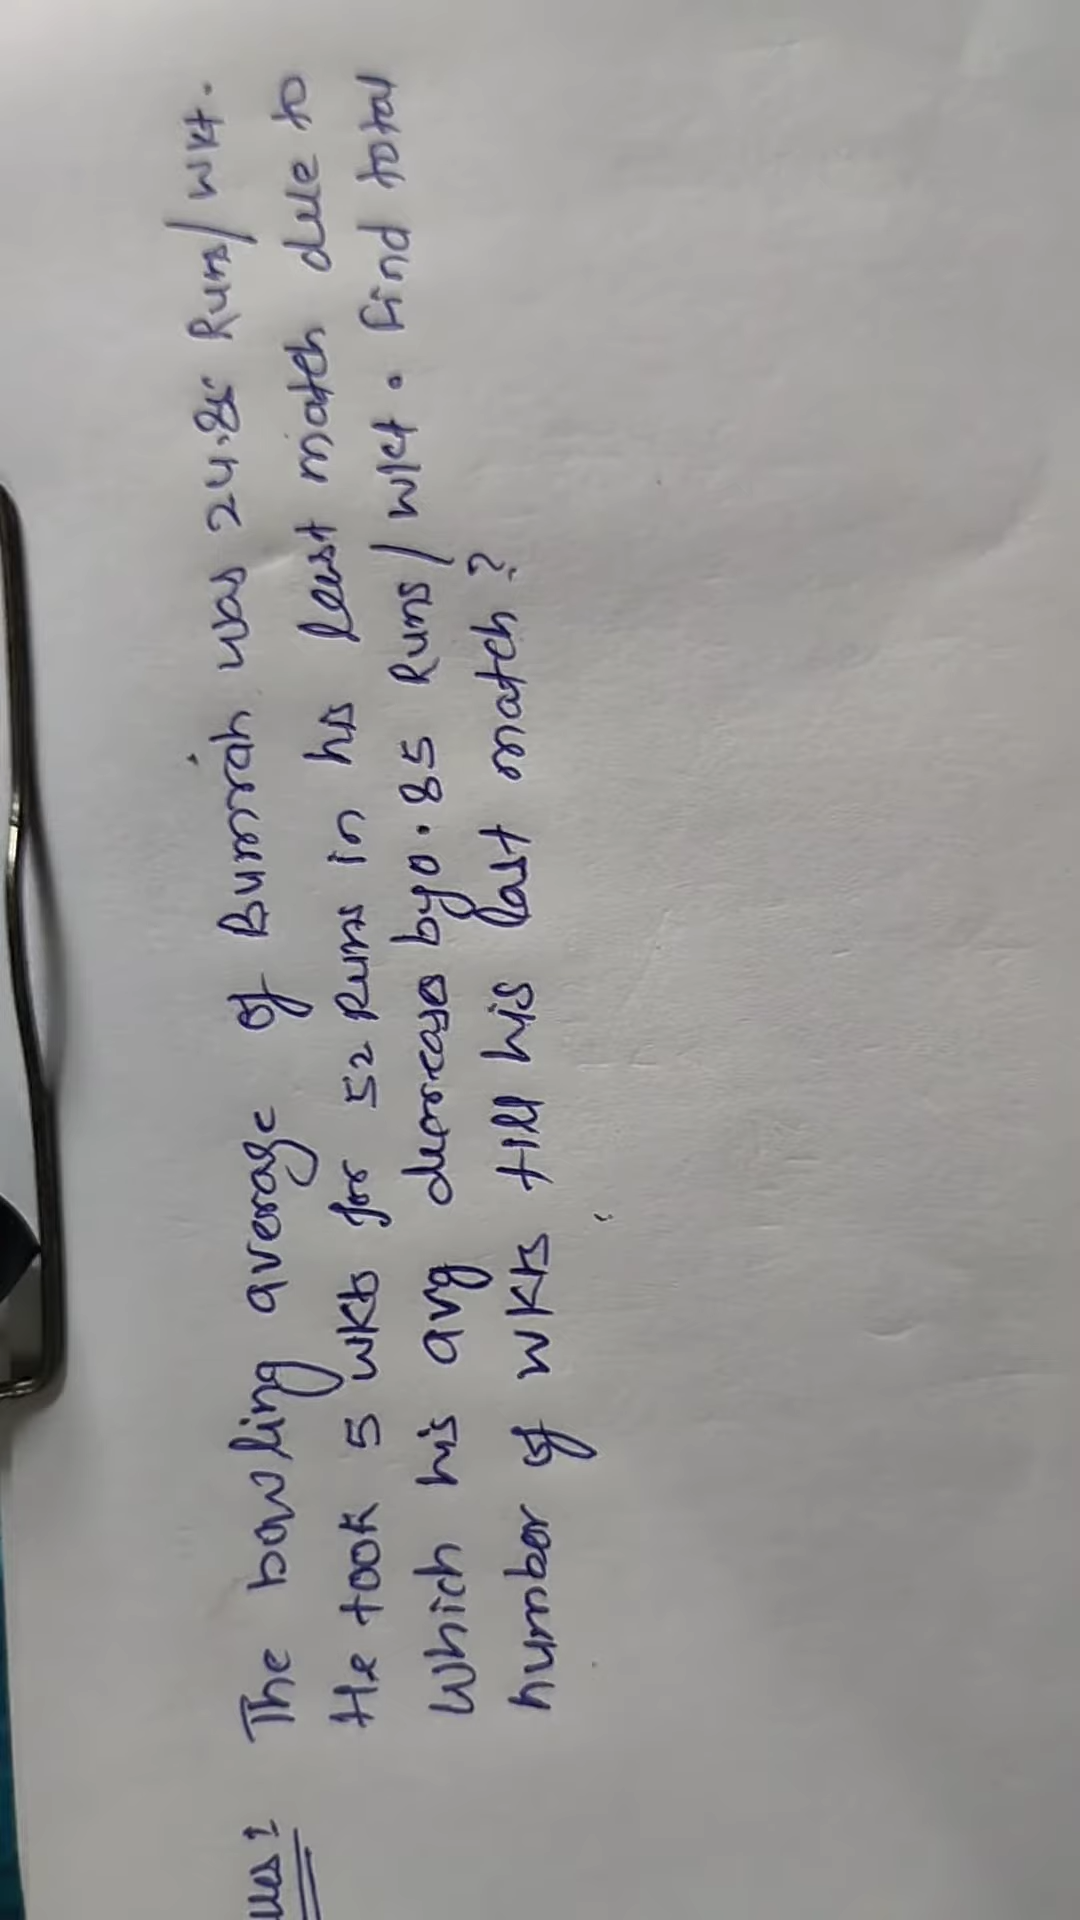 Ques 1 The bowling average of Bumrah was 24.85 Runs/wkt.
He took 5 wkts for 52 Runs in his last match due to
which his avg decreases by 0.85 Runs/wkt. Find total
number of wkts till his last match?